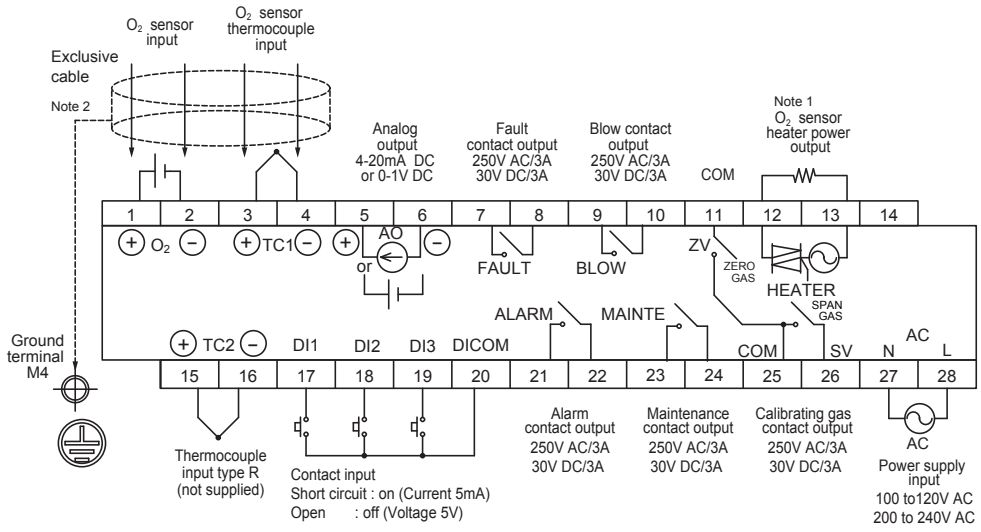 O2 sensor
input
O2 sensor
thermocouple
input
Exclusive
cable
Note 2
Analog
output
4-20mA DC
or 0-1V DC
Fault
contact output
250V AC/3A
30V DC/3A
Blow contact
output
250V AC/3A
30V DC/3A
COM
Note 1
O2 sensor
heater power
output
1 2 3 4 5 6 7 8 9 10 11 12 13 14
+ O2 − + TC1 − + AO −
or
FAULT
BLOW
ZV
ZERO
GAS
HEATER
SPAN
GAS
ALARM
MAINTE
Ground
terminal
M4
+ TC2 − DI1 DI2 DI3 DICOM COM SV N AC L
15 16 17 18 19 20 21 22 23 24 25 26 27 28
Thermocouple
input type R
(not supplied)
Contact input
Short circuit : on (Current 5mA)
Open : off (Voltage 5V)
Alarm
contact output
250V AC/3A
30V DC/3A
Maintenance
contact output
250V AC/3A
30V DC/3A
Calibrating gas
contact output
250V AC/3A
30V DC/3A
AC
Power supply
input
100 to120V AC
200 to 240V AC